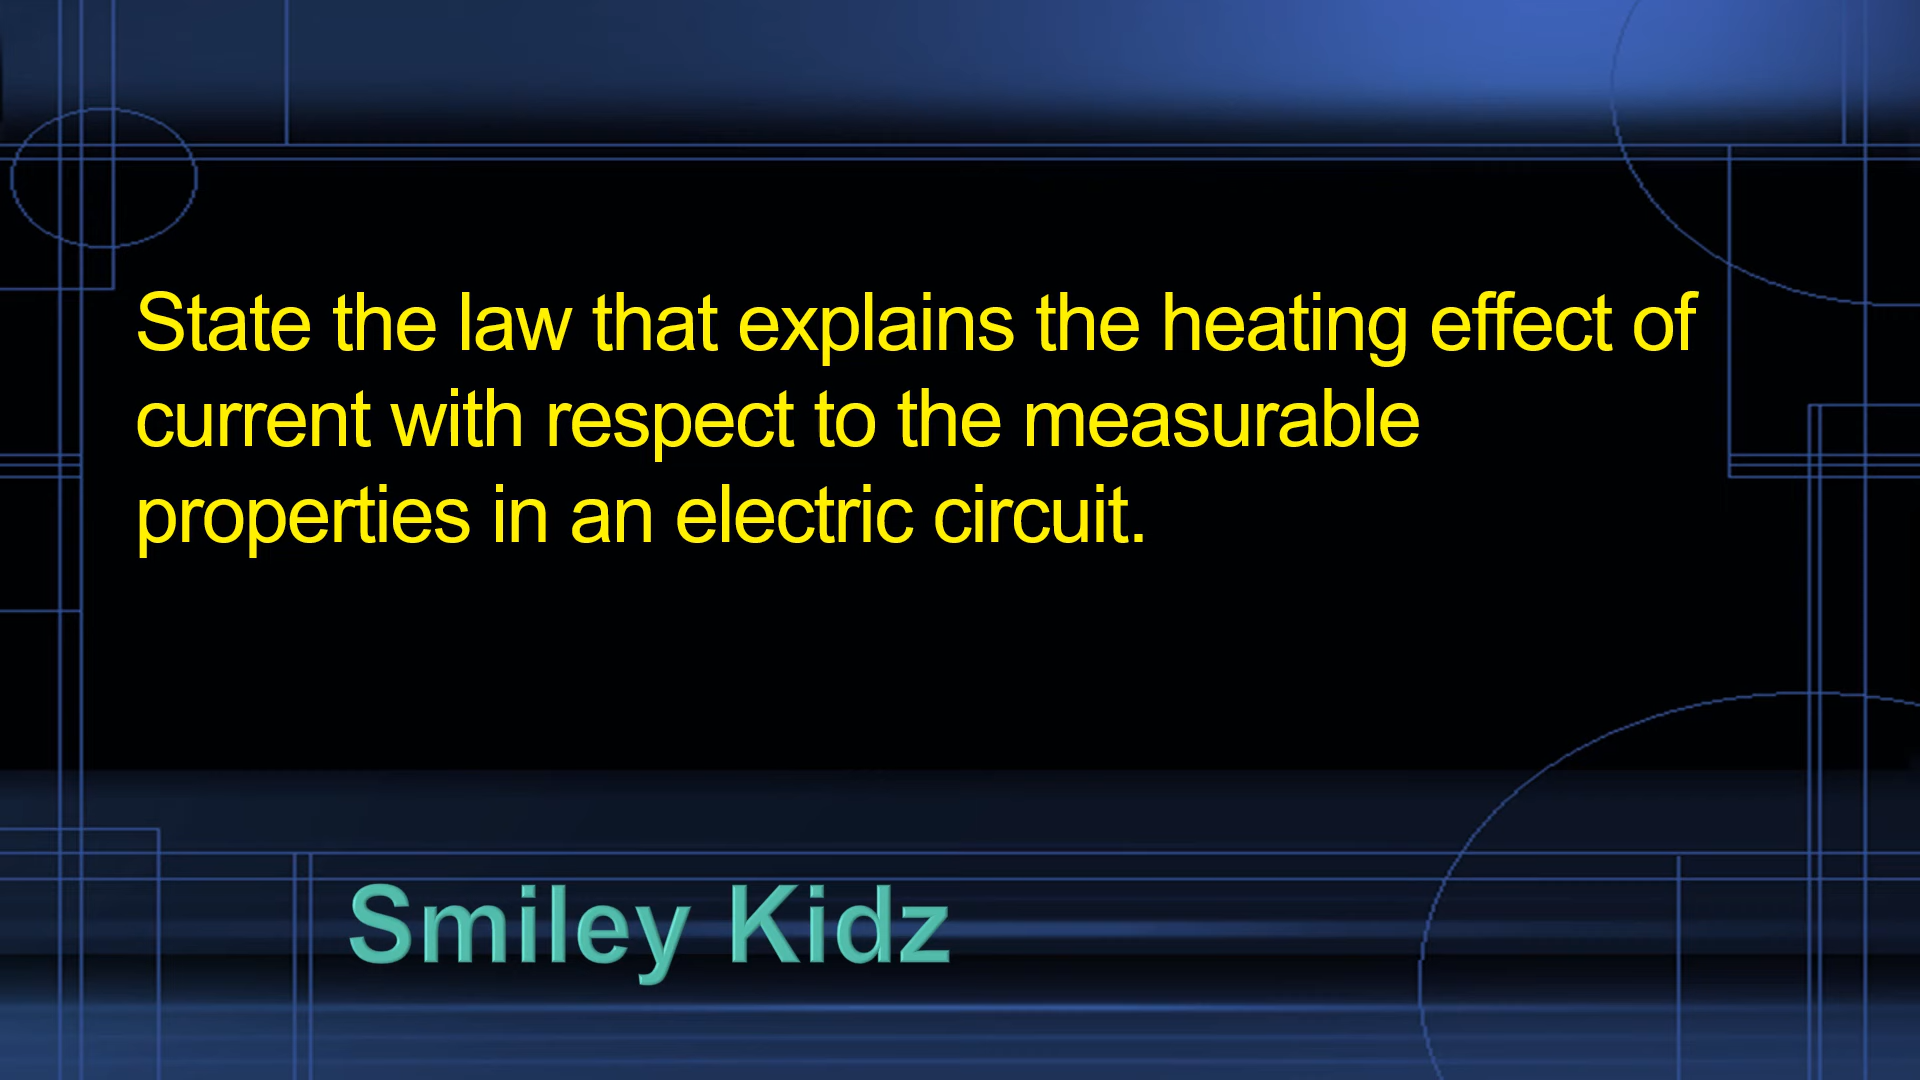 State the law that explains the heating effect of
current with respect to the measurable
properties in an electric circuit.
Smiley Kidz